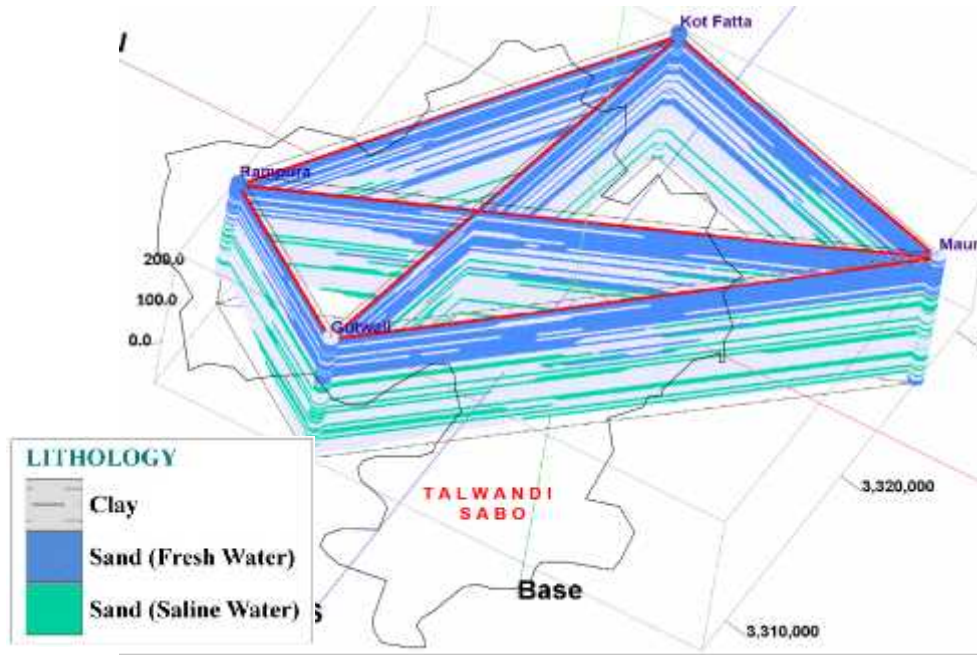 Kot Fatta
Rampura
Maur
200.0
100.0
0.0
LITHOLOGY
Clay
Sand (Fresh Water)
Sand (Saline Water)
TALWANDI
SABO
3,320,000
Base
3,310,000